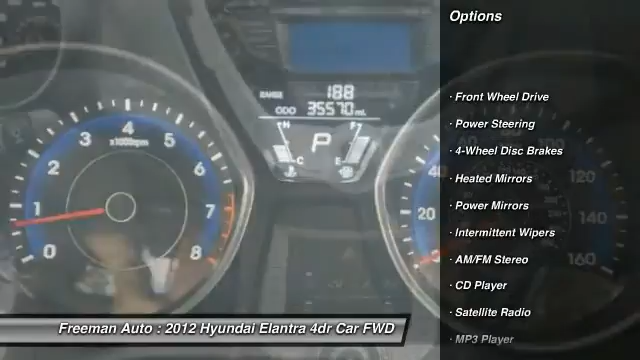 Options
· Front Wheel Drive
· Power Steering
· 4-Wheel Disc Brakes
· Heated Mirrors
· Power Mirrors
· Intermittent Wipers
· AM/FM Stereo
· CD Player
· Satellite Radio
· MP3 Player
RANGE 188
ODO 35570 mi.
H F
P
C E
0 1 2 3 4 5 6 7 8
x1000rpm
20 40 120 140 160
Freeman Auto : 2012 Hyundai Elantra 4dr Car FWD